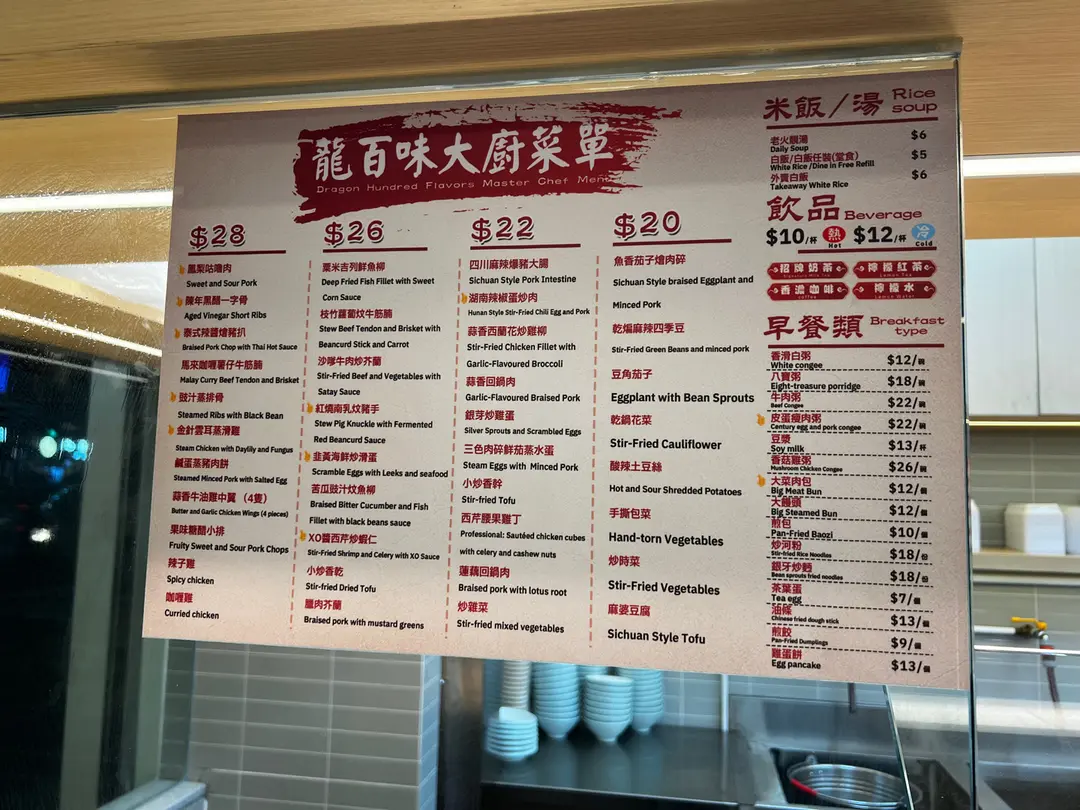 龍百味大廚菜單
Dragon Hundred Flavors Master Chef Menu
$28
鳳梨咕嚕肉
Sweet and Sour Pork
陳年黑醋一字骨
Aged Vinegar Short Ribs
泰式辣醬燴豬扒
Braised Pork Chop with Thai Hot Sauce
馬來咖喱薯仔牛筋腩
Malay Curry Beef Tendon and Brisket
豉汁蒸排骨
Steamed Ribs with Black Bean
金針雲耳蒸滑雞
Steam Chicken with Daylily and Fungus
鹹蛋蒸豬肉餅
Steamed Minced Pork with Salted Egg
蒜香牛油雞中翼 (4隻)
Butter and Garlic Chicken Wings (4 pieces)
果味糖醋小排
Fruity Sweet and Sour Pork Chops
辣子雞
Spicy chicken
咖喱雞
Curried chicken
$26
粟米吉列鮮魚柳
Deep Fried Fish Fillet with Sweet
Corn Sauce
枝竹蘿蔔炆牛筋腩
Stew Beef Tendon and Brisket with
Beancurd Stick and Carrot
沙嗲牛肉炒芥蘭
Stir-Fried Beef and Vegetables with
Satay Sauce
紅燒南乳炆豬手
Stew Pig Knuckle with Fermented
Red Beancurd Sauce
韭黃海鮮炒滑蛋
Scramble Eggs with Leeks and seafood
苦瓜豉汁炆魚柳
Braised Bitter Cucumber and Fish
Fillet with black beans sauce
XO醬西芹炒蝦仁
Stir-Fried Shrimp and Celery with XO Sauce
小炒香乾
Stir-fried Dried Tofu
臘肉芥蘭
Braised pork with mustard greens
$22
四川麻辣爆豬大腸
Sichuan Style Pork Intestine
湖南辣椒蛋炒肉
Hunan Style Stir-Fried Chili Egg and Pork
蒜香西蘭花炒雞柳
Stir-Fried Chicken Fillet with
Garlic-Flavoured Broccoli
蒜香回鍋肉
Garlic-Flavoured Braised Pork
銀芽炒雞蛋
Silver Sprouts and Scrambled Eggs
三色肉碎鮮茄蒸水蛋
Steam Eggs with Minced Pork
小炒香幹
Stir-fried Tofu
西芹腰果雞丁
Professional: Sautéed chicken cubes
with celery and cashew nuts
蓮藕回鍋肉
Braised pork with lotus root
炒雜菜
Stir-fried mixed vegetables
$20
魚香茄子燴肉碎
Sichuan Style braised Eggplant and
Minced Pork
乾煸麻辣四季豆
Stir-Fried Green Beans and minced pork
豆角茄子
Eggplant with Bean Sprouts
乾鍋花菜
Stir-Fried Cauliflower
酸辣土豆絲
Hot and Sour Shredded Potatoes
手撕包菜
Hand-torn Vegetables
炒時菜
Stir-Fried Vegetables
麻婆豆腐
Sichuan Style Tofu
米飯/湯 Rice soup
老火靚湯 $6
Daily Soup
白飯/白飯任裝(堂食) $5
White Rice /Dine in Free Refill
外賣白飯 $6
Takeaway White Rice
飲品 Beverage
$10/杯 熱 Hot $12/杯 冷 Cold
招牌奶茶 檸檬紅茶
Signature Milk Tea Lemon Tea
香濃咖啡 檸檬水
coffee Lemon Water
早餐類 Breakfast type
香滑白粥 $12/碗
White congee
八寶粥 $18/碗
Eight-treasure porridge
牛肉粥 $22/碗
Beef Congee
皮蛋瘦肉粥 $22/碗
Century egg and pork congee
豆漿 $13/杯
Soy milk
香菇雞粥 $26/碗
Mushroom Chicken Congee
大菜肉包 $12/個
Big Meat Bun
大饅頭 $12/個
Big Steamed Bun
煎包 $10/個
Pan-Fried Baozi
炒河粉 $18/份
Stir-fried Rice Noodles
銀牙炒麵 $18/份
Bean sprouts fried noodles
茶葉蛋 $7/個
Tea egg
油條 $13/個
Chinese fried dough stick
煎餃 $9/個
Pan-Fried Dumplings
雞蛋餅 $13/個
Egg pancake